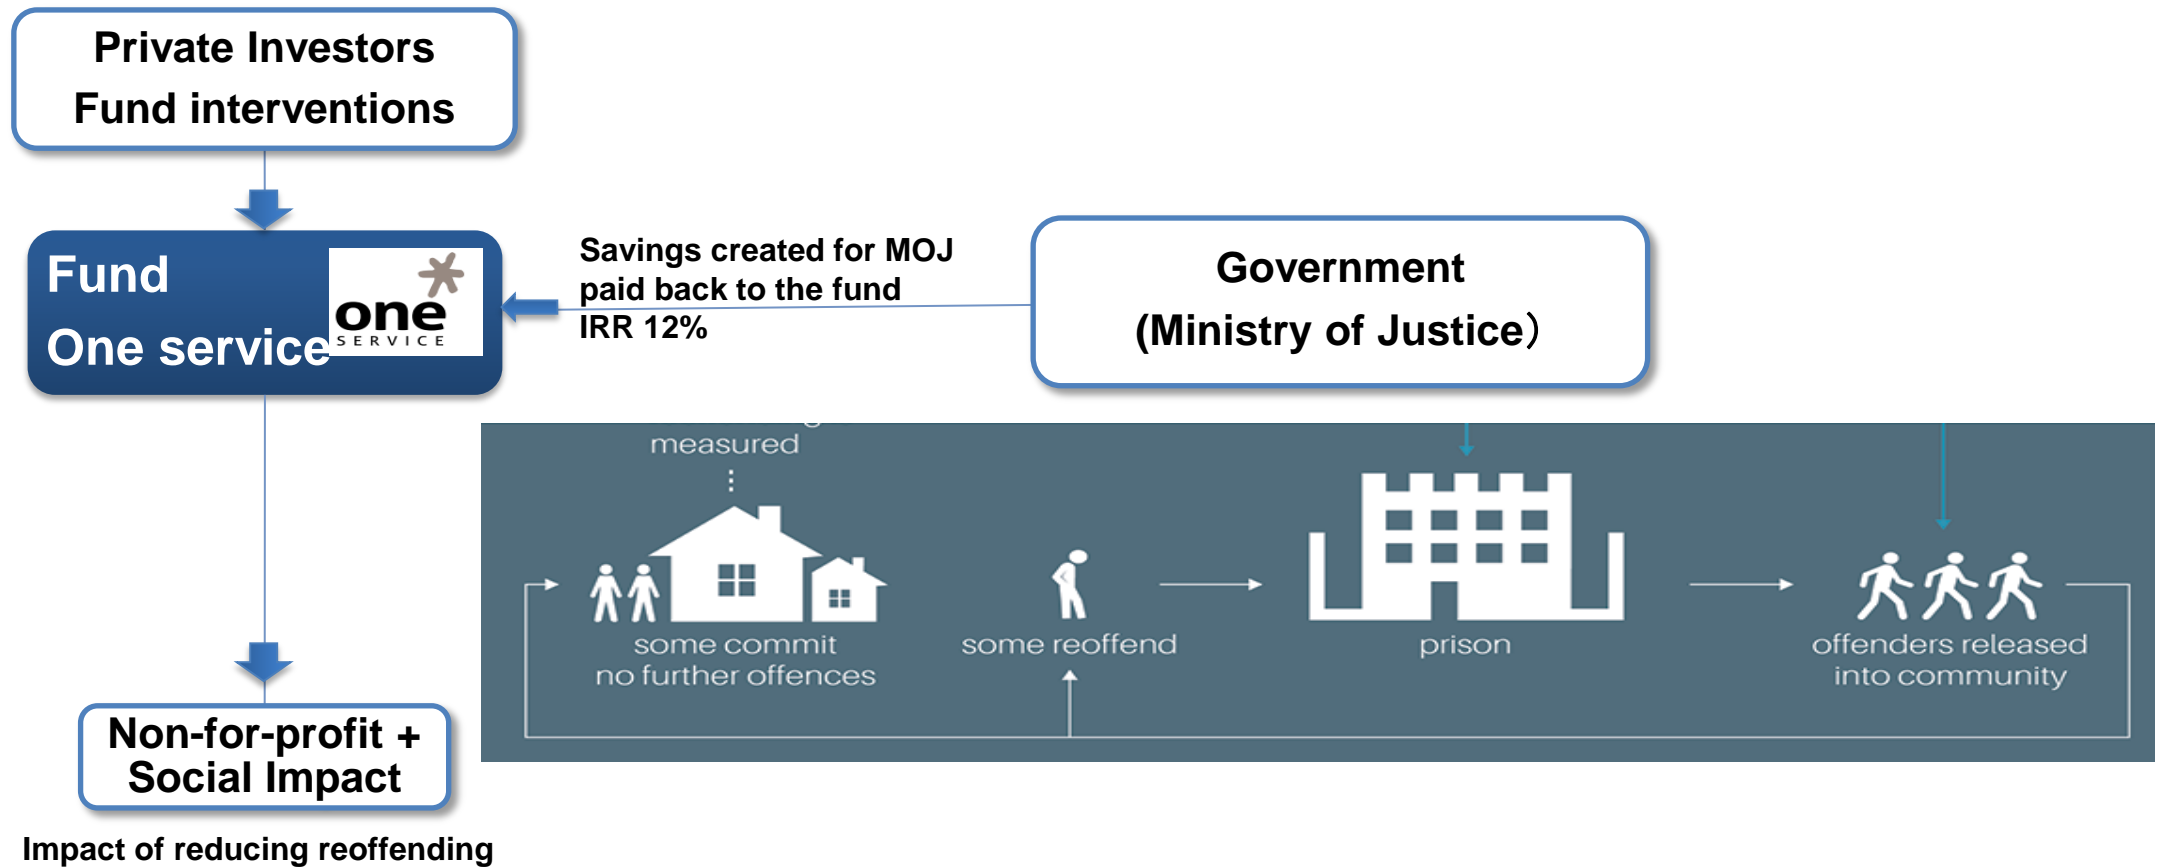 Private Investors
Fund interventions
Fund
One service
one
SERVICE
Savings created for MOJ
paid back to the fund
IRR 12%
Government
(Ministry of Justice）
measured
some commit
no further offences
some reoffend
prison
offenders released
into community
Non-for-profit +
Social Impact
Impact of reducing reoffending